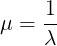 μ = 1/λ